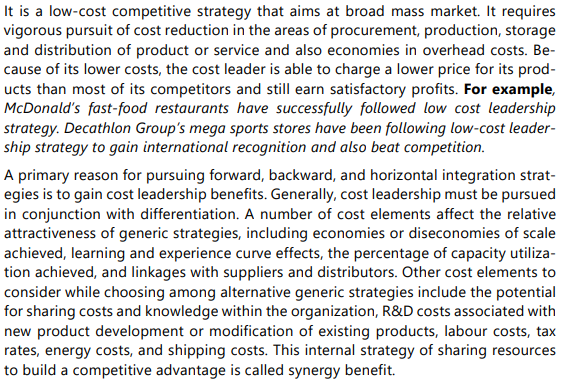 It is a low-cost competitive strategy that aims at broad mass market. It requires
vigorous pursuit of cost reduction in the areas of procurement, production, storage
and distribution of product or service and also economies in overhead costs. Be-
cause of its lower costs, the cost leader is able to charge a lower price for its prod-
ucts than most of its competitors and still earn satisfactory profits. For example,
McDonald's fast-food restaurants have successfully followed low cost leadership
strategy. Decathlon Group's mega sports stores have been following low-cost leader-
ship strategy to gain international recognition and also beat competition.
A primary reason for pursuing forward, backward, and horizontal integration strat-
egies is to gain cost leadership benefits. Generally, cost leadership must be pursued
in conjunction with differentiation. A number of cost elements affect the relative
attractiveness of generic strategies, including economies or diseconomies of scale
achieved, learning and experience curve effects, the percentage of capacity utiliza-
tion achieved, and linkages with suppliers and distributors. Other cost elements to
consider while choosing among alternative generic strategies include the potential
for sharing costs and knowledge within the organization, R&D costs associated with
new product development or modification of existing products, labour costs, tax
rates, energy costs, and shipping costs. This internal strategy of sharing resources
to build a competitive advantage is called synergy benefit.